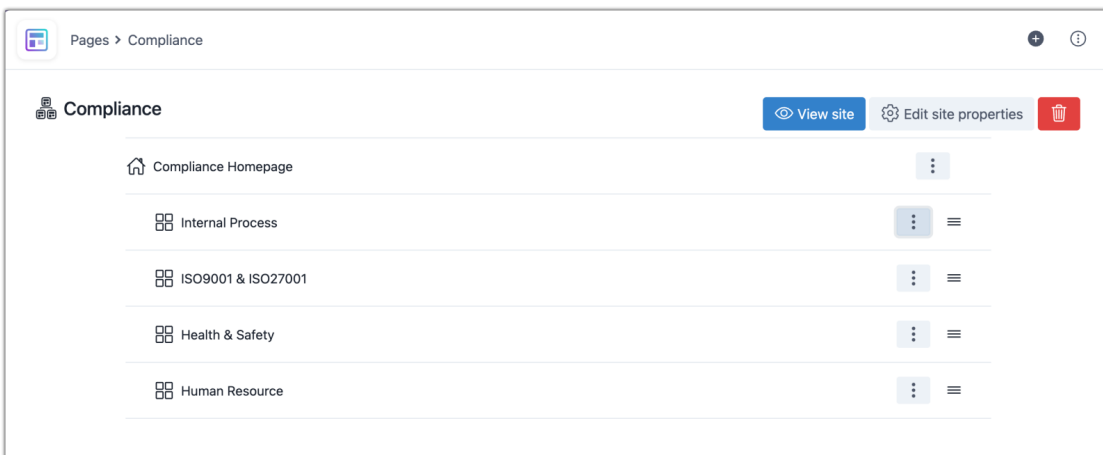 Pages > Compliance
Compliance
View site
Edit site properties
Compliance Homepage
Internal Process
ISO9001 & ISO27001
Health & Safety
Human Resource